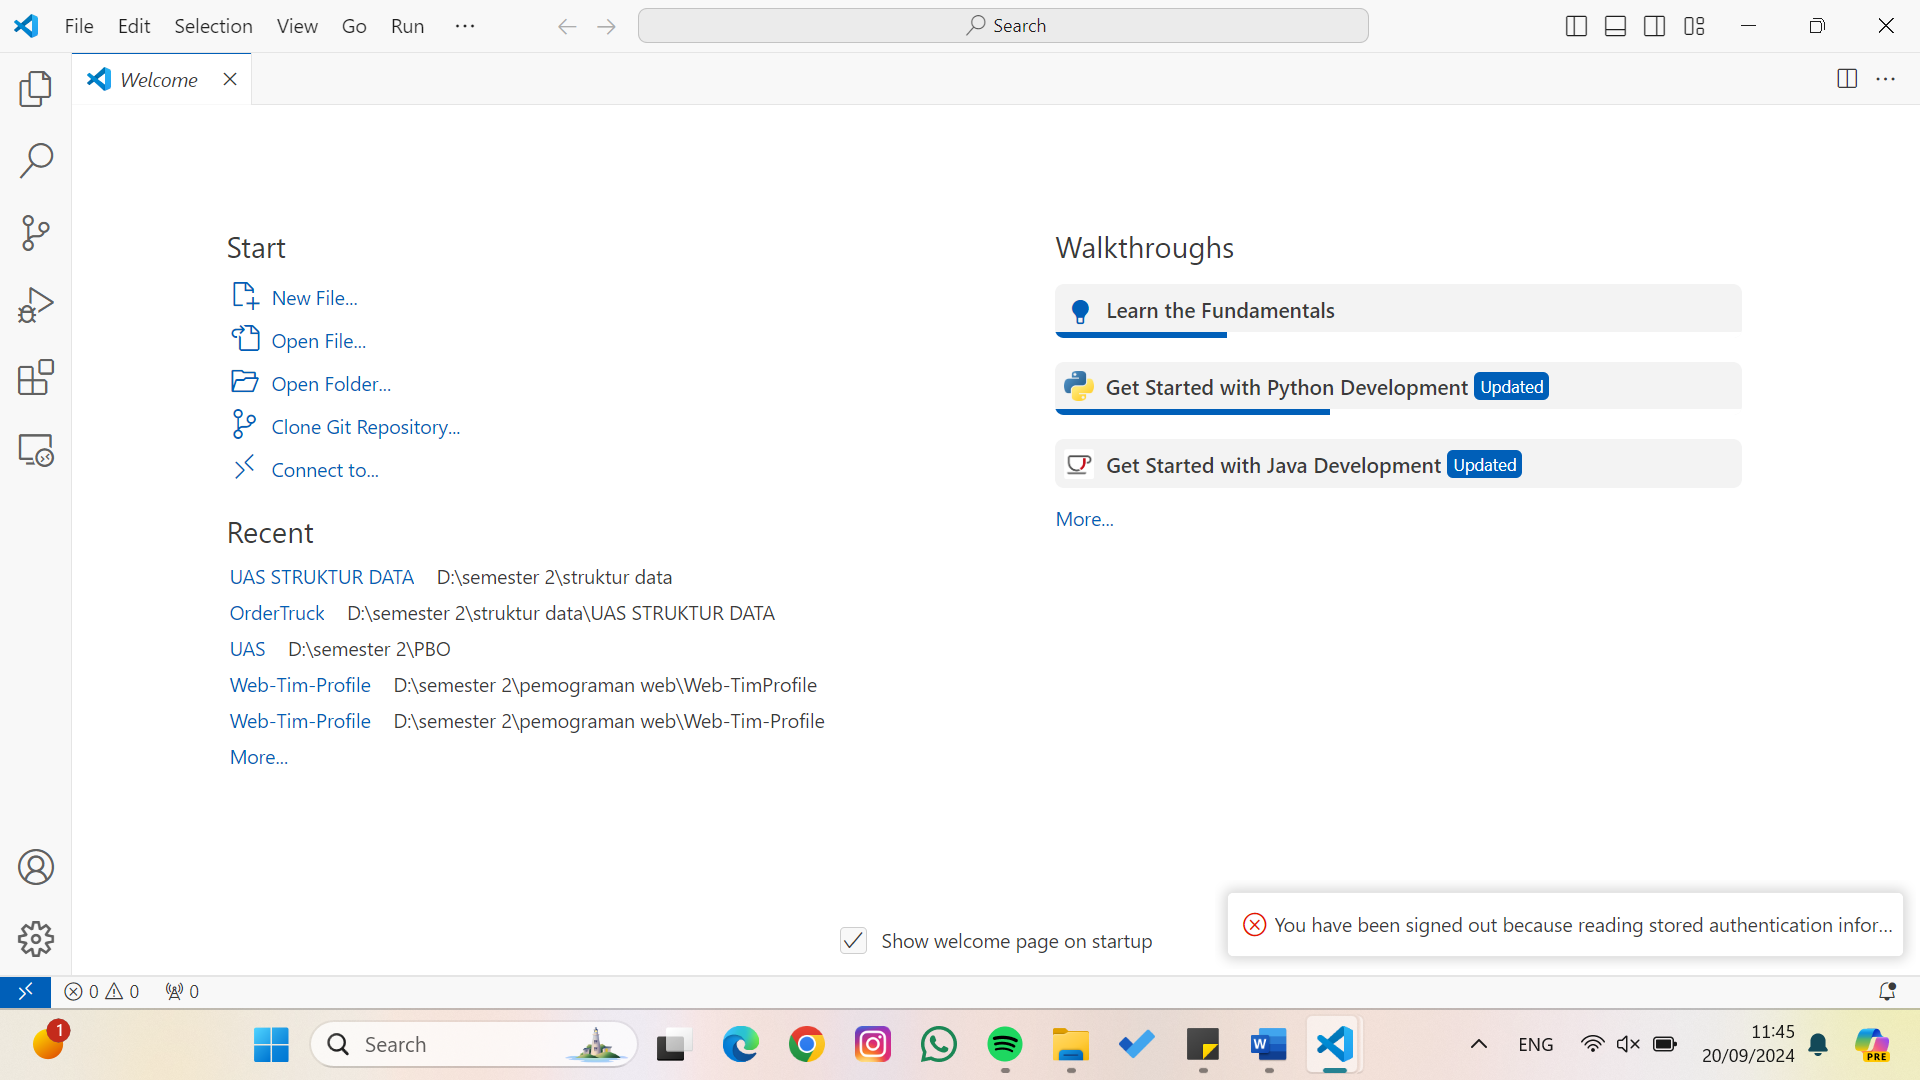 File Edit Selection View Go Run ···
Search
Welcome
Start
New File...
Open File...
Open Folder...
Clone Git Repository...
Connect to...
Recent
UAS STRUKTUR DATA D:\semester 2\struktur data
OrderTruck D:\semester 2\struktur data\UAS STRUKTUR DATA
UAS D:\semester 2\PBO
Web-Tim-Profile D:\semester 2\pemograman web\Web-TimProfile
Web-Tim-Profile D:\semester 2\pemograman web\Web-Tim-Profile
More...
Walkthroughs
Learn the Fundamentals
Get Started with Python Development Updated
Get Started with Java Development Updated
More...
Show welcome page on startup
You have been signed out because reading stored authentication infor...
0 0 0
1
Search
W
ENG
11:45
20/09/2024
PRE